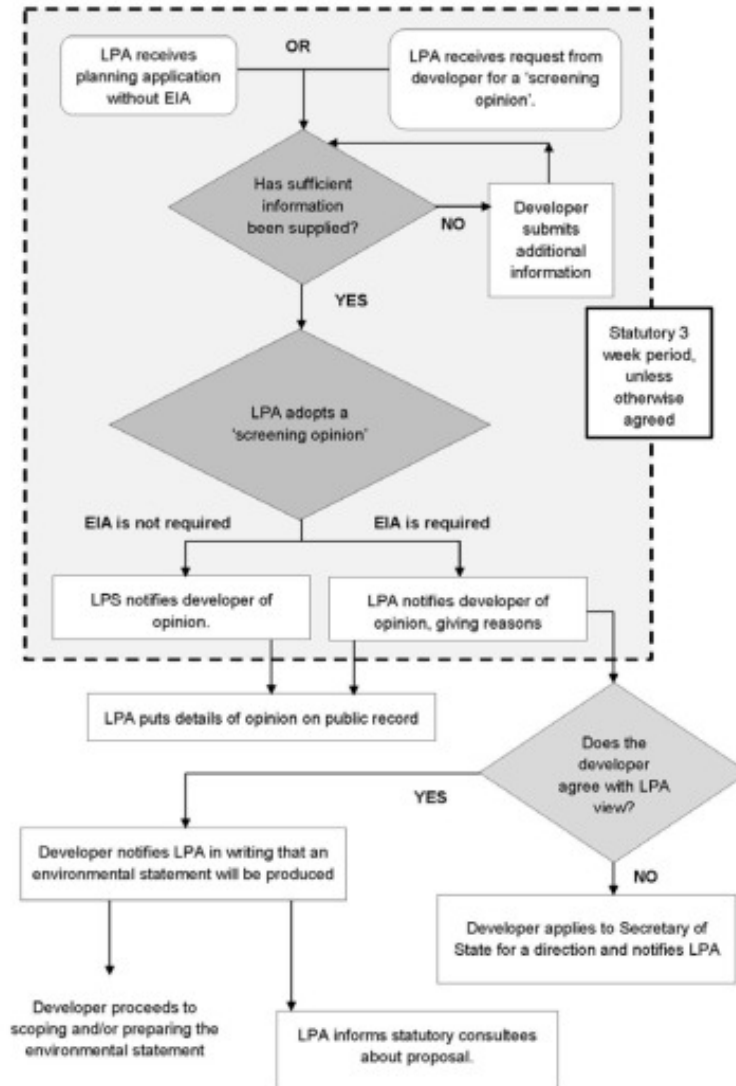 LPA receives
planning application
without EIA
OR
LPA receives request from
developer for a 'screening
opinion'.
Has sufficient
information
been supplied?
NO
Developer
submits
additional
information
YES
Statutory 3
week period,
unless
otherwise
agreed
LPA adopts a
'screening opinion'
EIA is not required
EIA is required
LPS notifies developer of
opinion.
LPA notifies developer of
opinion, giving reasons
LPA puts details of opinion on public record
Does the
developer
agree with LPA
view?
YES
Developer notifies LPA in writing that an
environmental statement will be produced
NO
Developer applies to Secretary of
State for a direction and notifies LPA
Developer proceeds to
scoping and/or preparing the
environmental statement
LPA informs statutory consultees
about proposal.